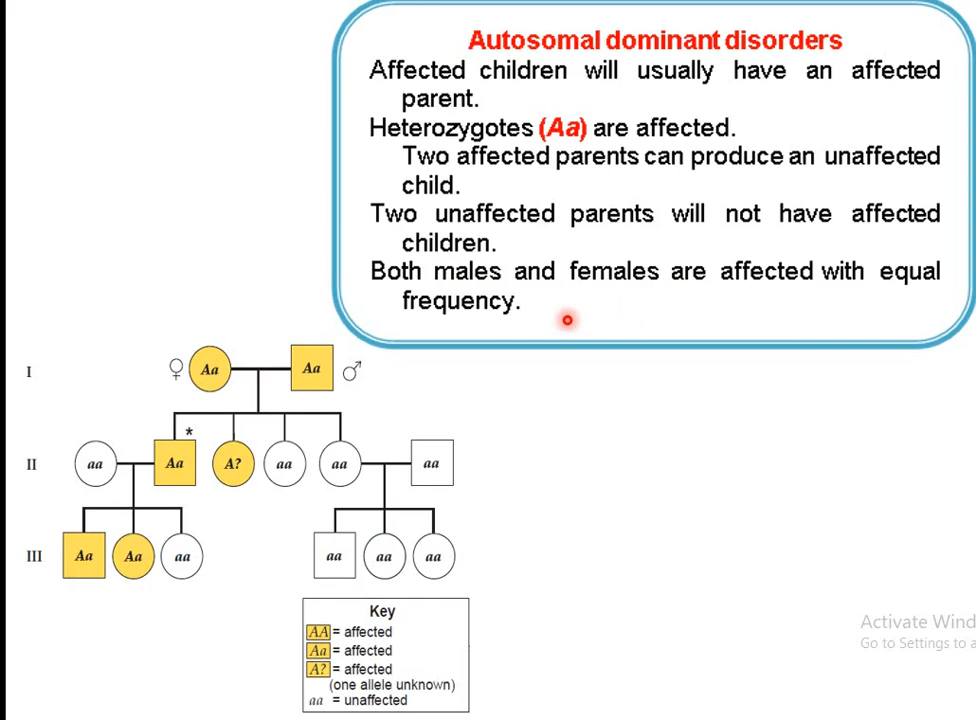 Autosomal dominant disorders
Affected children will usually have an affected
parent.
Heterozygotes (Aa) are affected.
Two affected parents can produce an unaffected
child.
Two unaffected parents will not have affected
children.
Both males and females are affected with equal
frequency.
I
♀ Aa Aa ♂
*
II aa Aa A? aa aa aa
III Aa Aa aa aa aa aa
Key
AA = affected
Aa = affected
A? = affected
(one allele unknown)
aa = unaffected
Activate Wind
Go to Settings to a